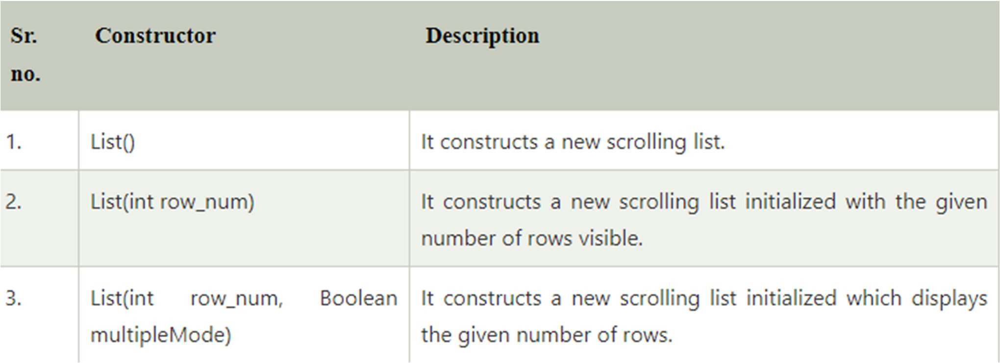 Sr. Constructor Description
no.
1. List() It constructs a new scrolling list.
2. List(int row_num) It constructs a new scrolling list initialized with the given
number of rows visible.
3. List(int row_num, Boolean It constructs a new scrolling list initialized which displays
multipleMode) the given number of rows.